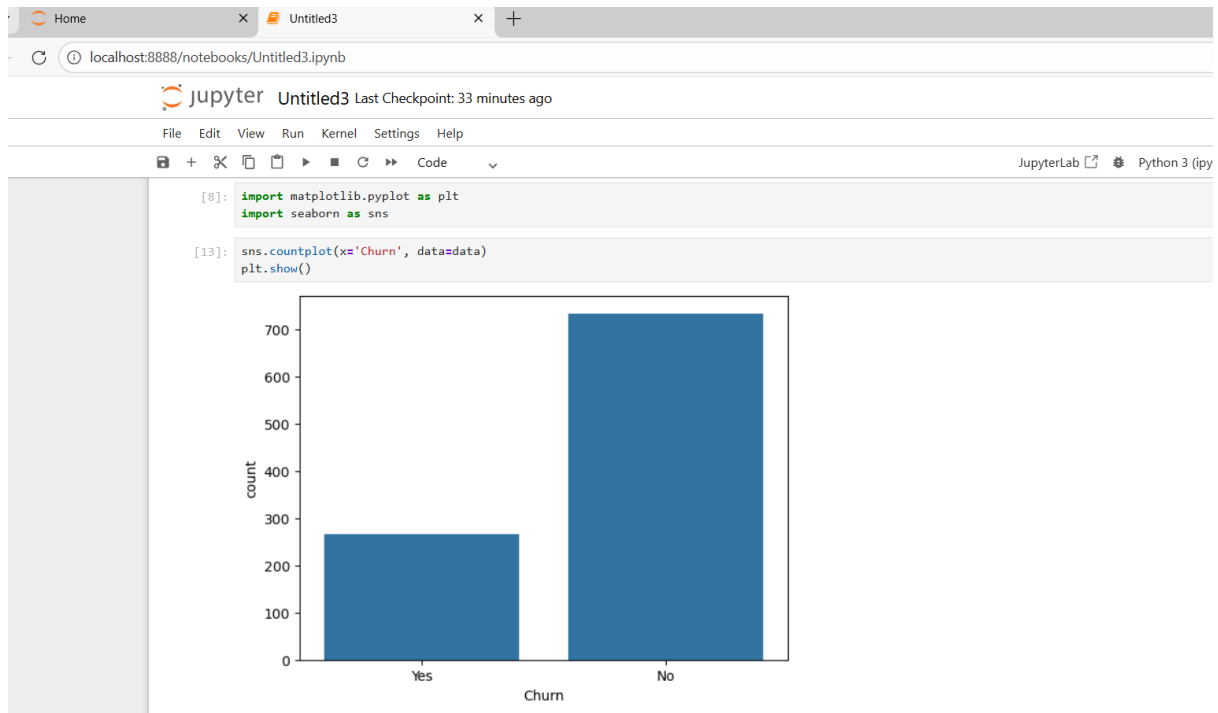 Home
Untitled3
localhost:8888/notebooks/Untitled3.ipynb
jupyter Untitled3 Last Checkpoint: 33 minutes ago
File Edit View Run Kernel Settings Help
Code JupyterLab Python 3 (ipy
[8]: import matplotlib.pyplot as plt
import seaborn as sns
[13]: sns.countplot(x='Churn', data=data)
plt.show()
700
600
500
400
300
200
100
0
count
Yes No
Churn